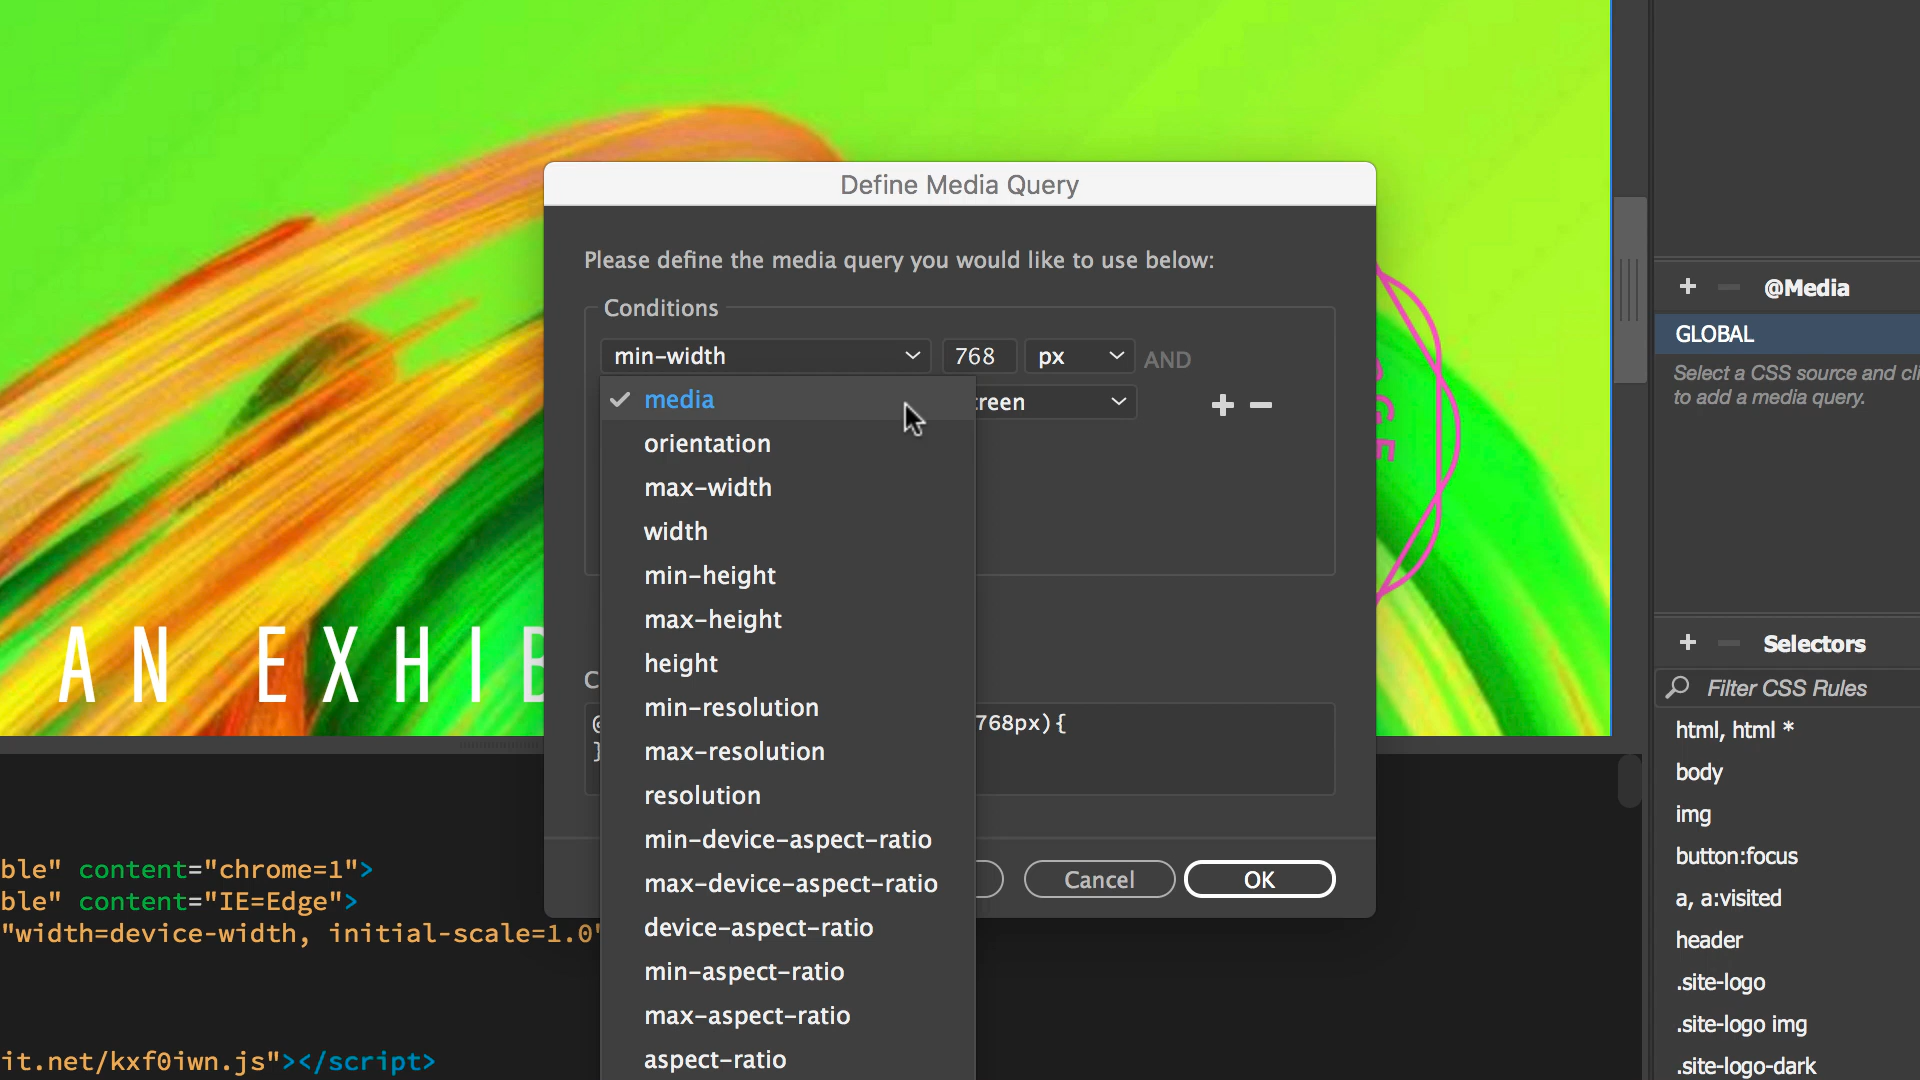 Define Media Query
Please define the media query you would like to use below:
Conditions
min-width 768 px AND
media
orientation
max-width
width
min-height
max-height
height
min-resolution
max-resolution
resolution
min-device-aspect-ratio
max-device-aspect-ratio
device-aspect-ratio
min-aspect-ratio
max-aspect-ratio
aspect-ratio
reen
+ −
768px){
}
Cancel
OK
AN EXHIB
GE
ble" content="chrome=1">
ble" content="IE=Edge">
"width=device-width, initial-scale=1.0"
it.net/kxf0iwn.js"></script>
+ − @Media
GLOBAL
Select a CSS source and cli
to add a media query.
+ − Selectors
Filter CSS Rules
html, html *
body
img
button:focus
a, a:visited
header
.site-logo
.site-logo img
.site-logo-dark